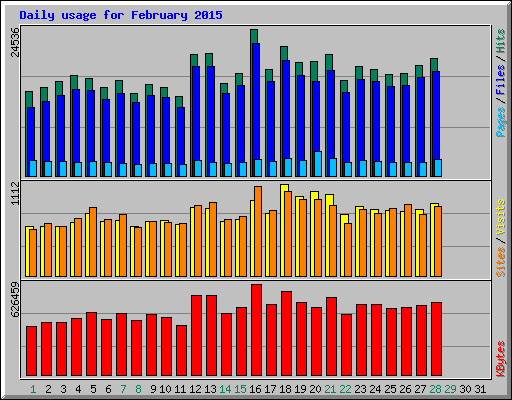 Daily usage for February 2015
24536
Pages / Files / Hits
1112
Sites / Visits
626459
KBytes
1 2 3 4 5 6 7 8 9 10 11 12 13 14 15 16 17 18 19 20 21 22 23 24 25 26 27 28 29 30 31